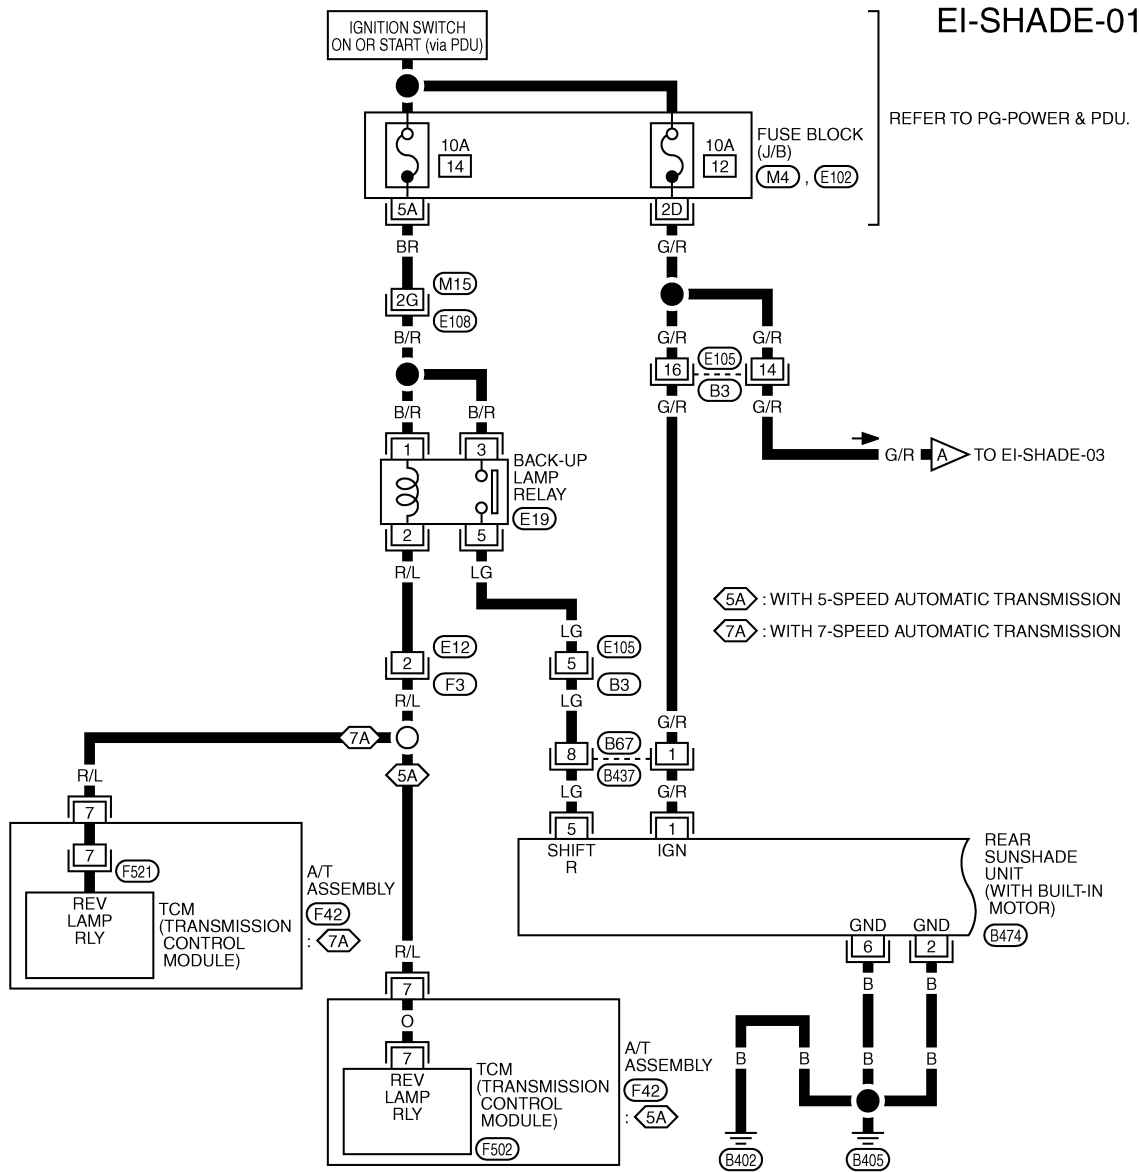 EI-SHADE-01
IGNITION SWITCH
ON OR START (via PDU)
REFER TO PG-POWER & PDU.
10A
14
10A
12
FUSE BLOCK
(J/B)
M4 , E102
5A
2D
BR
G/R
2G
M15
E108
B/R
G/R
G/R
16
E105
B3
14
G/R
G/R
B/R
B/R
1
3
BACK-UP
LAMP
RELAY
E19
2
5
G/R
A
TO EI-SHADE-03
R/L
LG
5A : WITH 5-SPEED AUTOMATIC TRANSMISSION
7A : WITH 7-SPEED AUTOMATIC TRANSMISSION
LG
2
E12
F3
5
E105
B3
R/L
LG
G/R
7A
5A
8
B67
B437
1
R/L
LG
G/R
7
5
1
SHIFT
R
IGN
7
F521
REV
LAMP
RLY
TCM
(TRANSMISSION
CONTROL
MODULE)
A/T
ASSEMBLY
F42
: 7A
REAR
SUNSHADE
UNIT
(WITH BUILT-IN
MOTOR)
B474
GND
GND
6
2
R/L
7
O
7
REV
LAMP
RLY
TCM
(TRANSMISSION
CONTROL
MODULE)
F502
A/T
ASSEMBLY
F42
: 5A
B
B
B
B
B
B
B402
B405